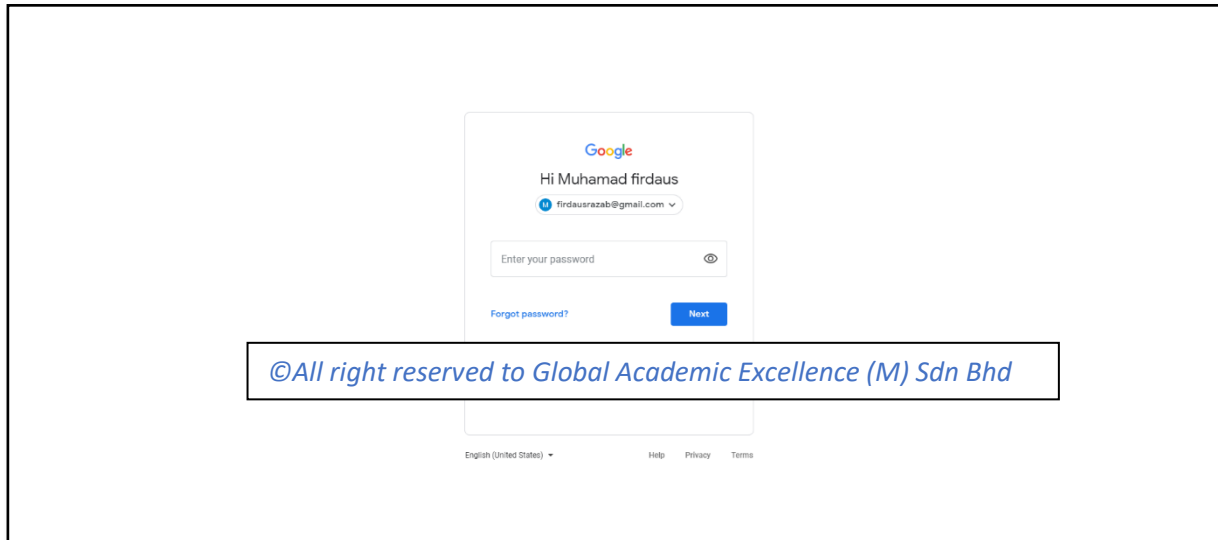 Google
Hi Muhamad firdaus
M firdausrazab@gmail.com
Enter your password
Forgot password? Next
©All right reserved to Global Academic Excellence (M) Sdn Bhd
English (United States) Help Privacy Terms